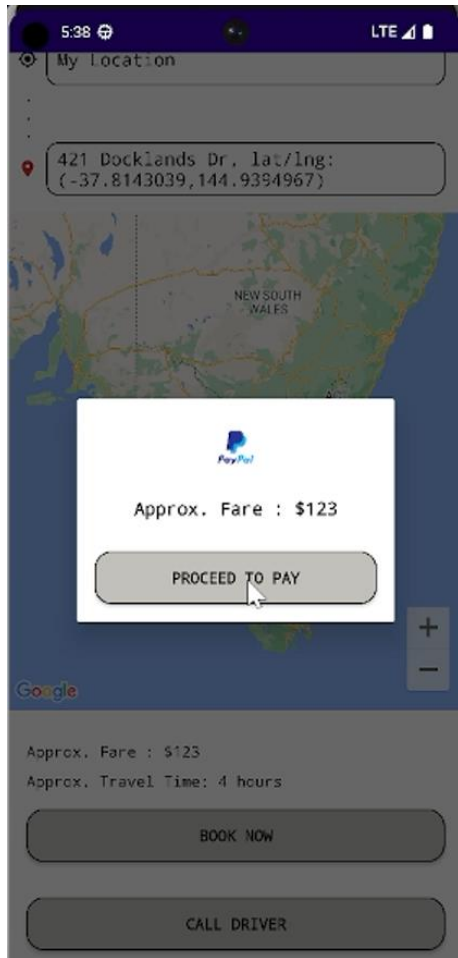 5:38
LTE
My Location
421 Docklands Dr, lat/lng:
(-37.8143039,144.9394967)
NEW SOUTH
WALES
PayPal
Approx. Fare : $123
PROCEED TO PAY
+
−
Google
Approx. Fare : $123
Approx. Travel Time: 4 hours
BOOK NOW
CALL DRIVER